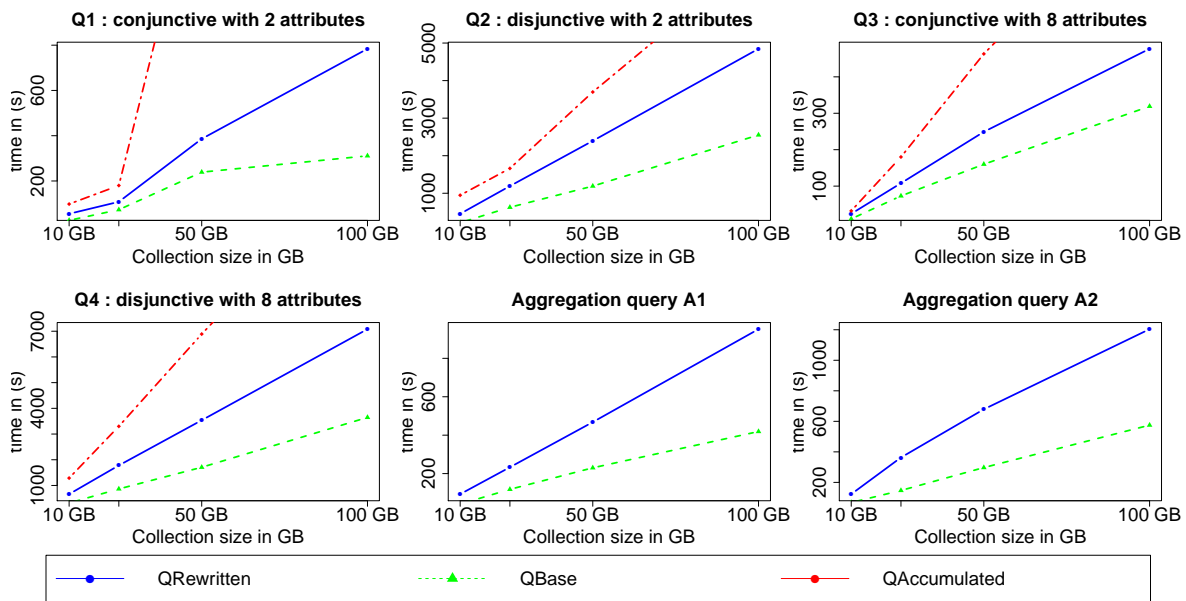 Q1 : conjunctive with 2 attributes
time in (s)
200
600
10 GB
50 GB
100 GB
Collection size in GB
Q2 : disjunctive with 2 attributes
time in (s)
1000
3000
5000
10 GB
50 GB
100 GB
Collection size in GB
Q3 : conjunctive with 8 attributes
time in (s)
100
300
10 GB
50 GB
100 GB
Collection size in GB
Q4 : disjunctive with 8 attributes
time in (s)
1000
4000
7000
10 GB
50 GB
100 GB
Collection size in GB
Aggregation query A1
time in (s)
200
600
10 GB
50 GB
100 GB
Collection size in GB
Aggregation query A2
time in (s)
200
600
1000
10 GB
50 GB
100 GB
Collection size in GB
QRewritten
QBase
QAccumulated